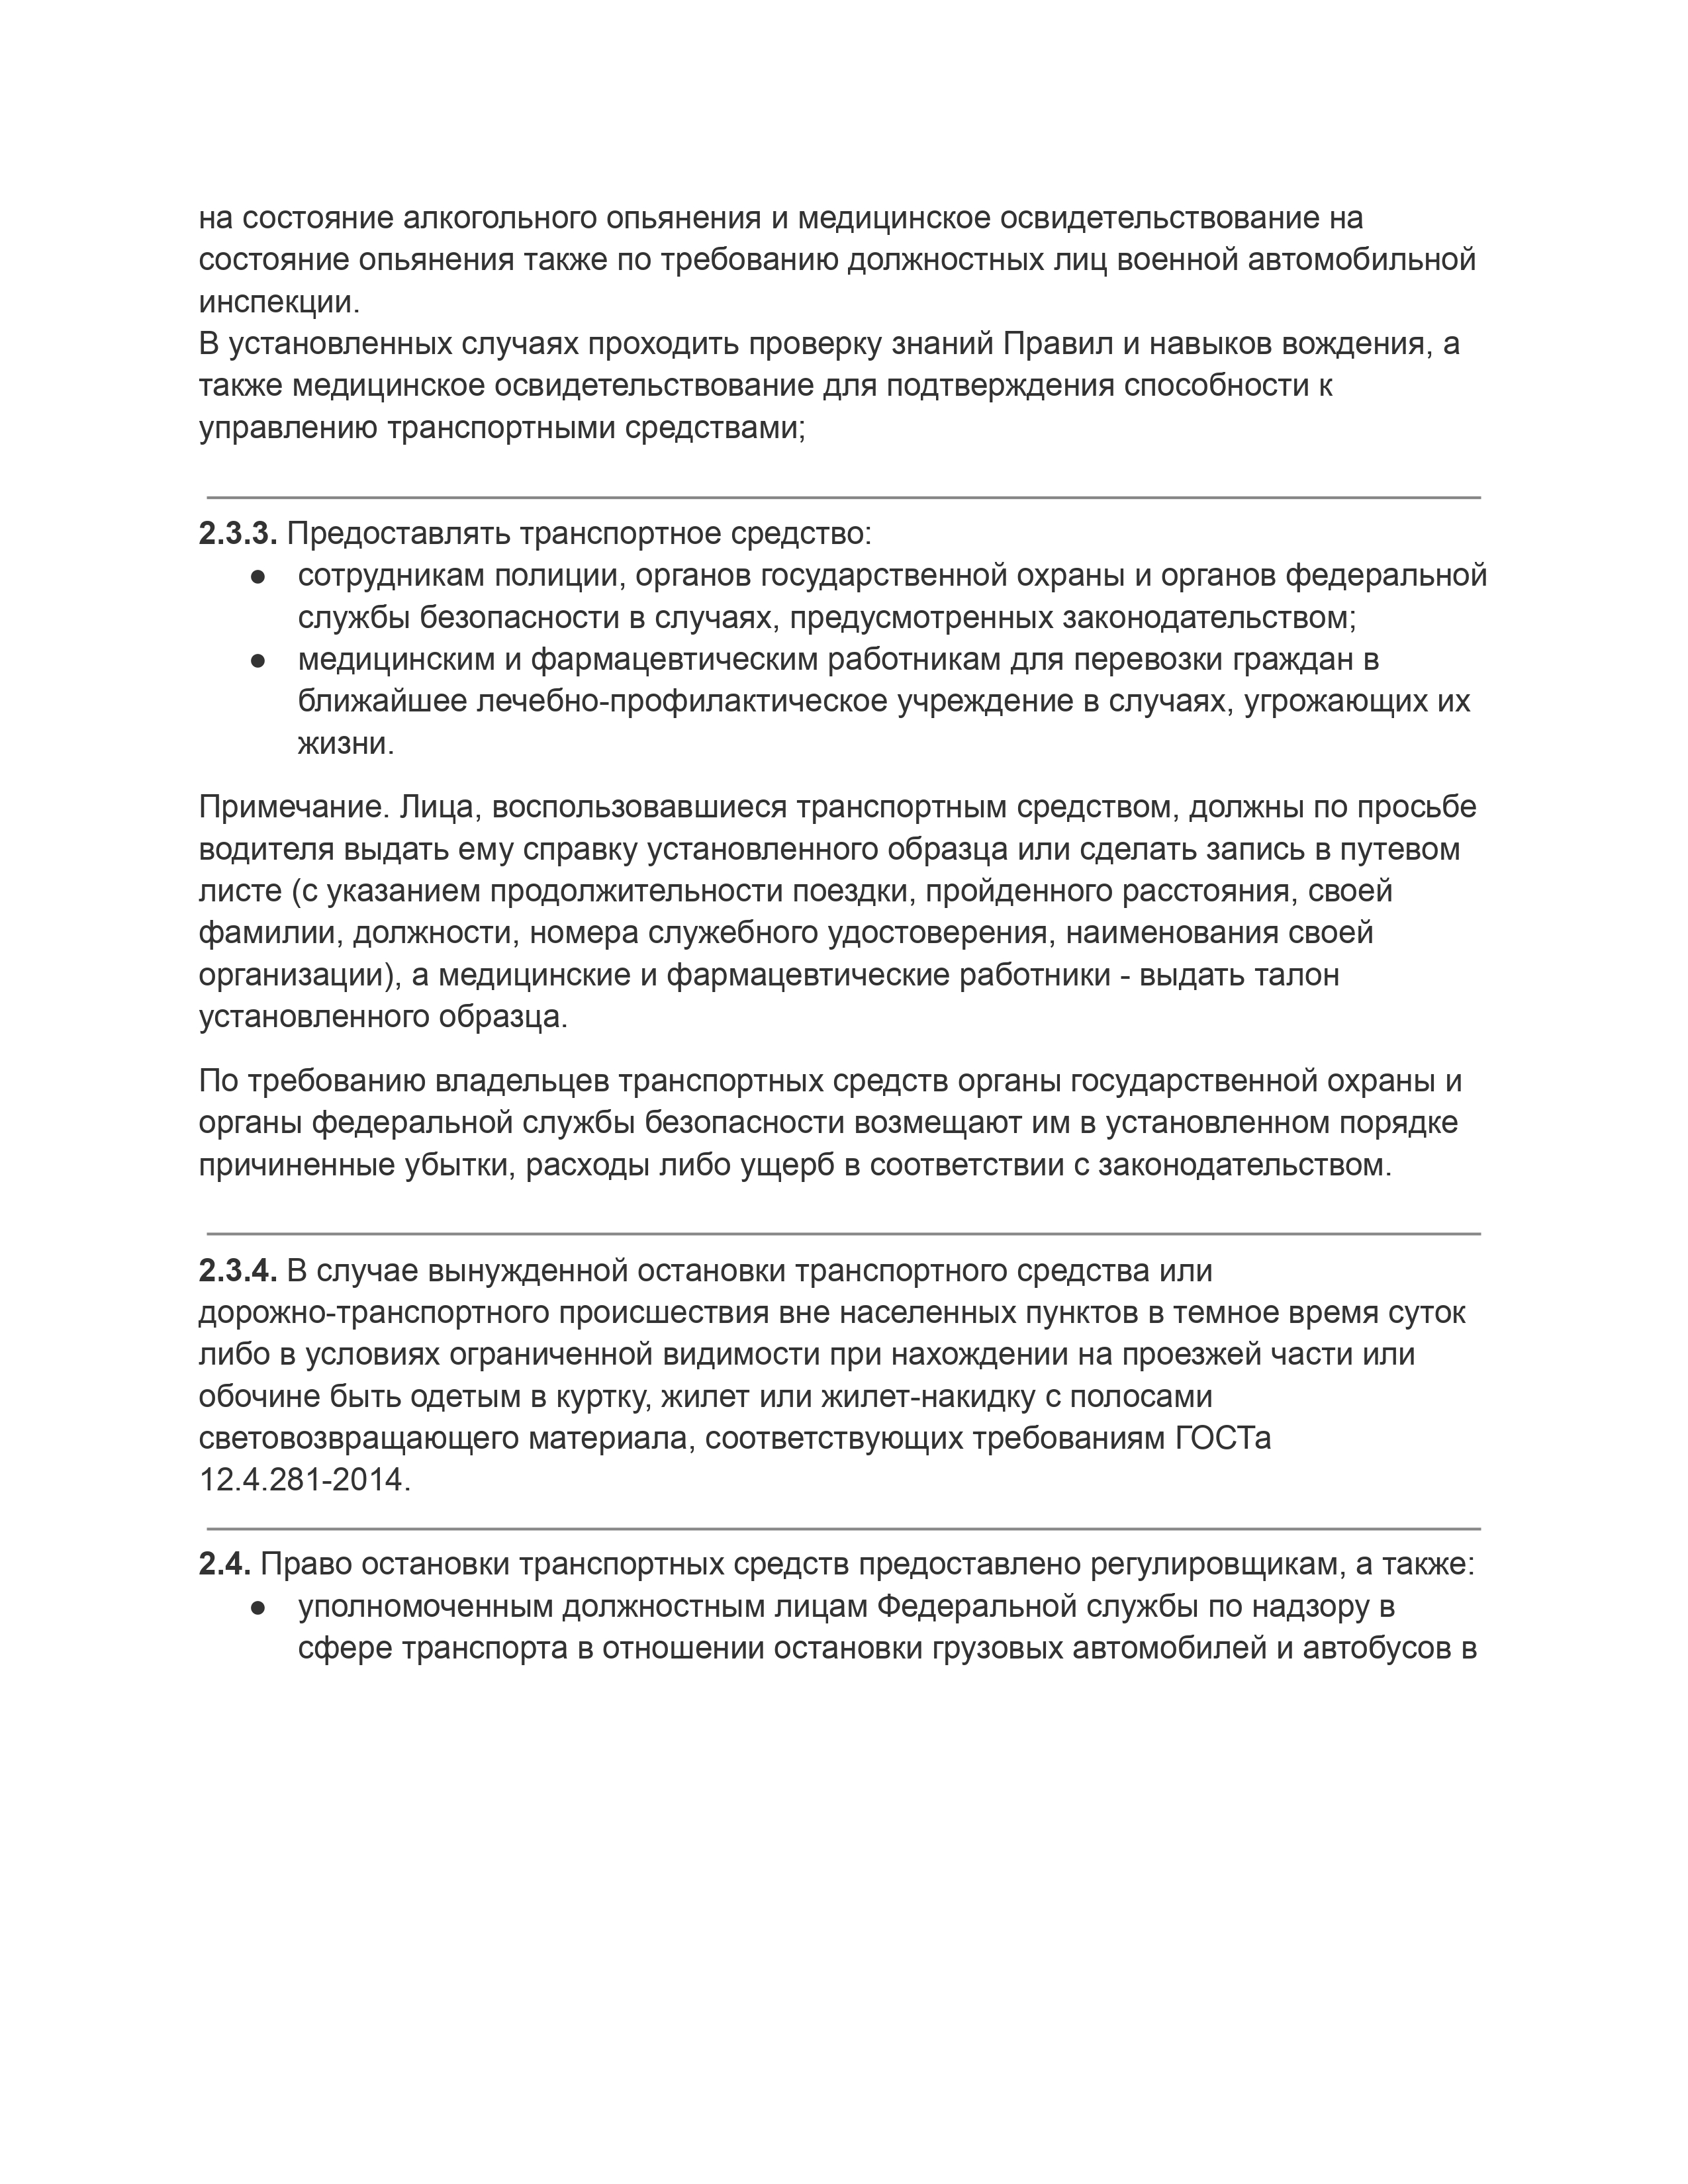 на состояние алкогольного опьянения и медицинское освидетельствование на
состояние опьянения также по требованию должностных лиц военной автомобильной
инспекции.
В установленных случаях проходить проверку знаний Правил и навыков вождения, а
также медицинское освидетельствование для подтверждения способности к
управлению транспортными средствами;
2.3.3. Предоставлять транспортное средство:
● сотрудникам полиции, органов государственной охраны и органов федеральной
службы безопасности в случаях, предусмотренных законодательством;
● медицинским и фармацевтическим работникам для перевозки граждан в
ближайшее лечебно-профилактическое учреждение в случаях, угрожающих их
жизни.
Примечание. Лица, воспользовавшиеся транспортным средством, должны по просьбе
водителя выдать ему справку установленного образца или сделать запись в путевом
листе (с указанием продолжительности поездки, пройденного расстояния, своей
фамилии, должности, номера служебного удостоверения, наименования своей
организации), а медицинские и фармацевтические работники - выдать талон
установленного образца.
По требованию владельцев транспортных средств органы государственной охраны и
органы федеральной службы безопасности возмещают им в установленном порядке
причиненные убытки, расходы либо ущерб в соответствии с законодательством.
2.3.4. В случае вынужденной остановки транспортного средства или
дорожно-транспортного происшествия вне населенных пунктов в темное время суток
либо в условиях ограниченной видимости при нахождении на проезжей части или
обочине быть одетым в куртку, жилет или жилет-накидку с полосами
световозвращающего материала, соответствующих требованиям ГОСТа
12.4.281-2014.
2.4. Право остановки транспортных средств предоставлено регулировщикам, а также:
● уполномоченным должностным лицам Федеральной службы по надзору в
сфере транспорта в отношении остановки грузовых автомобилей и автобусов в